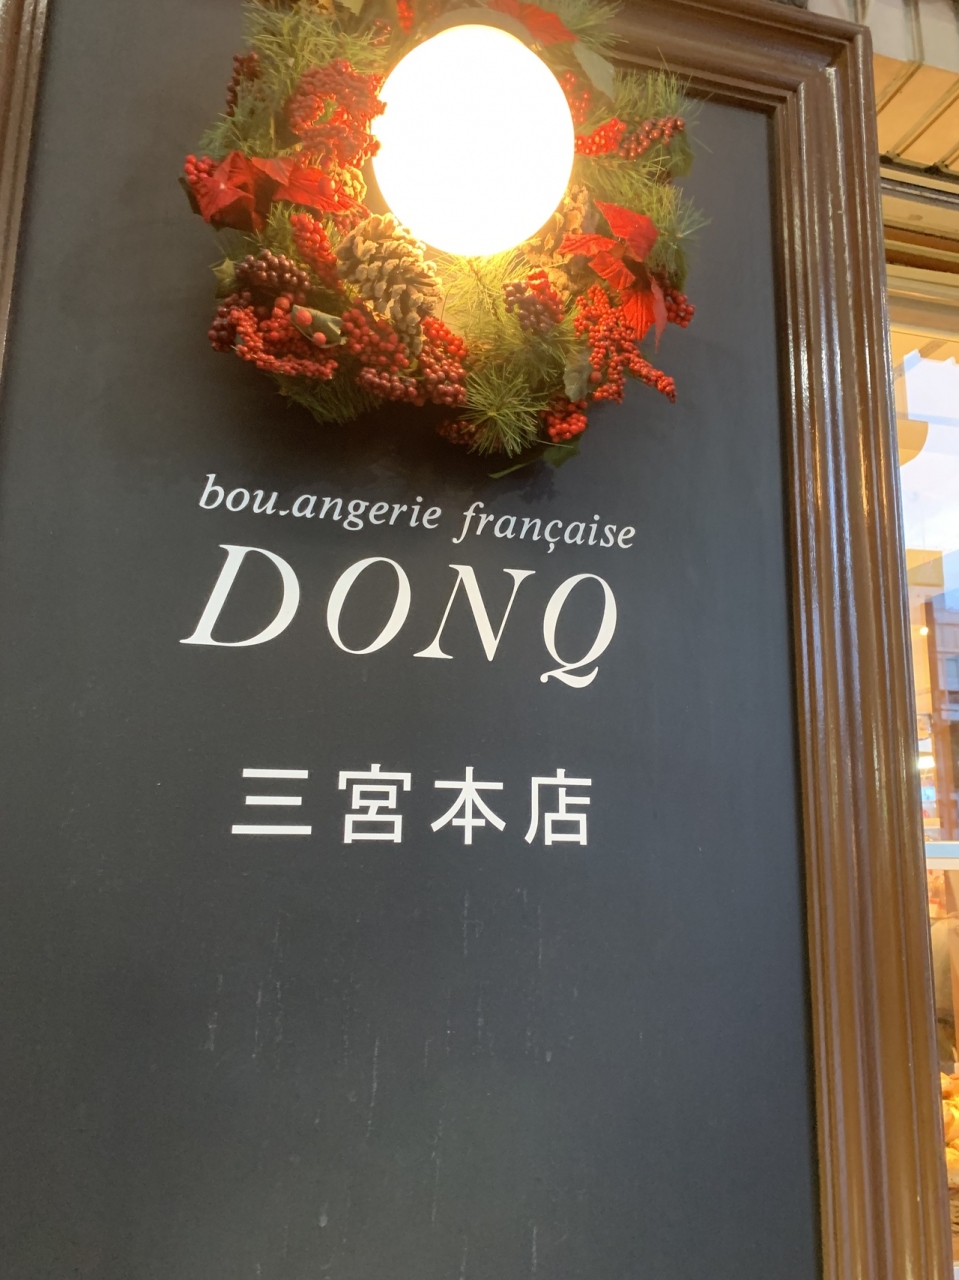 bou.angerie française
DONQ
三宮本店